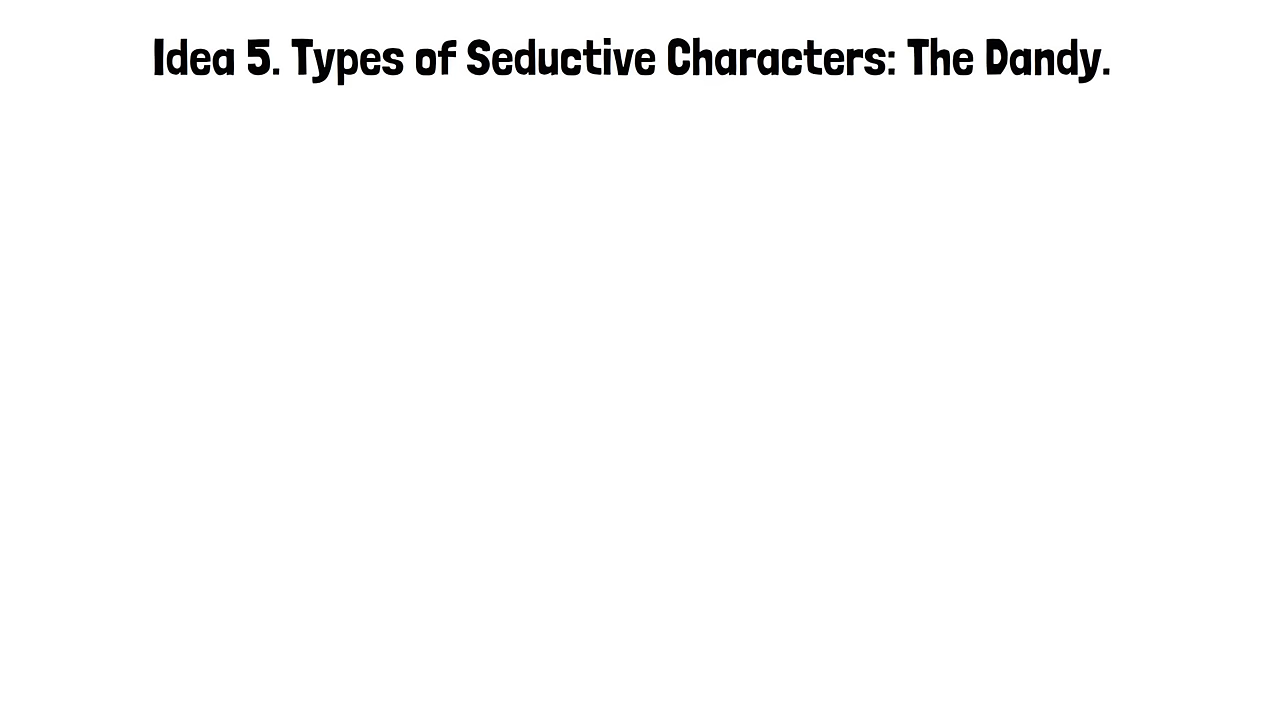 Idea 5. Types of Seductive Characters: The Dandy.